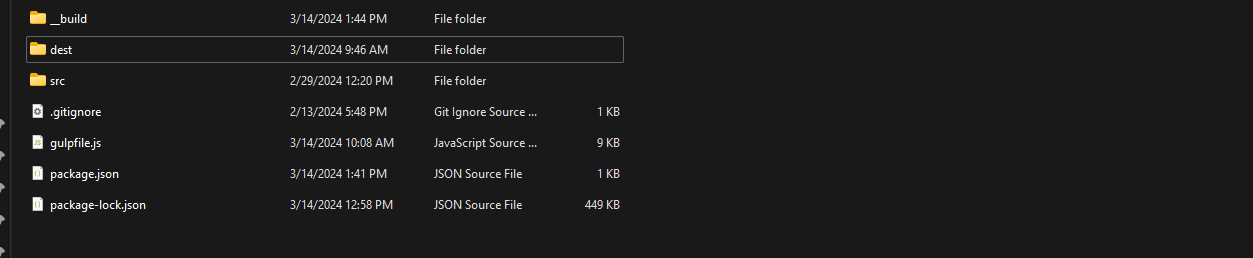 __build 3/14/2024 1:44 PM File folder
dest 3/14/2024 9:46 AM File folder
src 2/29/2024 12:20 PM File folder
.gitignore 2/13/2024 5:48 PM Git Ignore Source ... 1 KB
gulpfile.js 3/14/2024 10:08 AM JavaScript Source ... 9 KB
package.json 3/14/2024 1:41 PM JSON Source File 1 KB
package-lock.json 3/14/2024 12:58 PM JSON Source File 449 KB